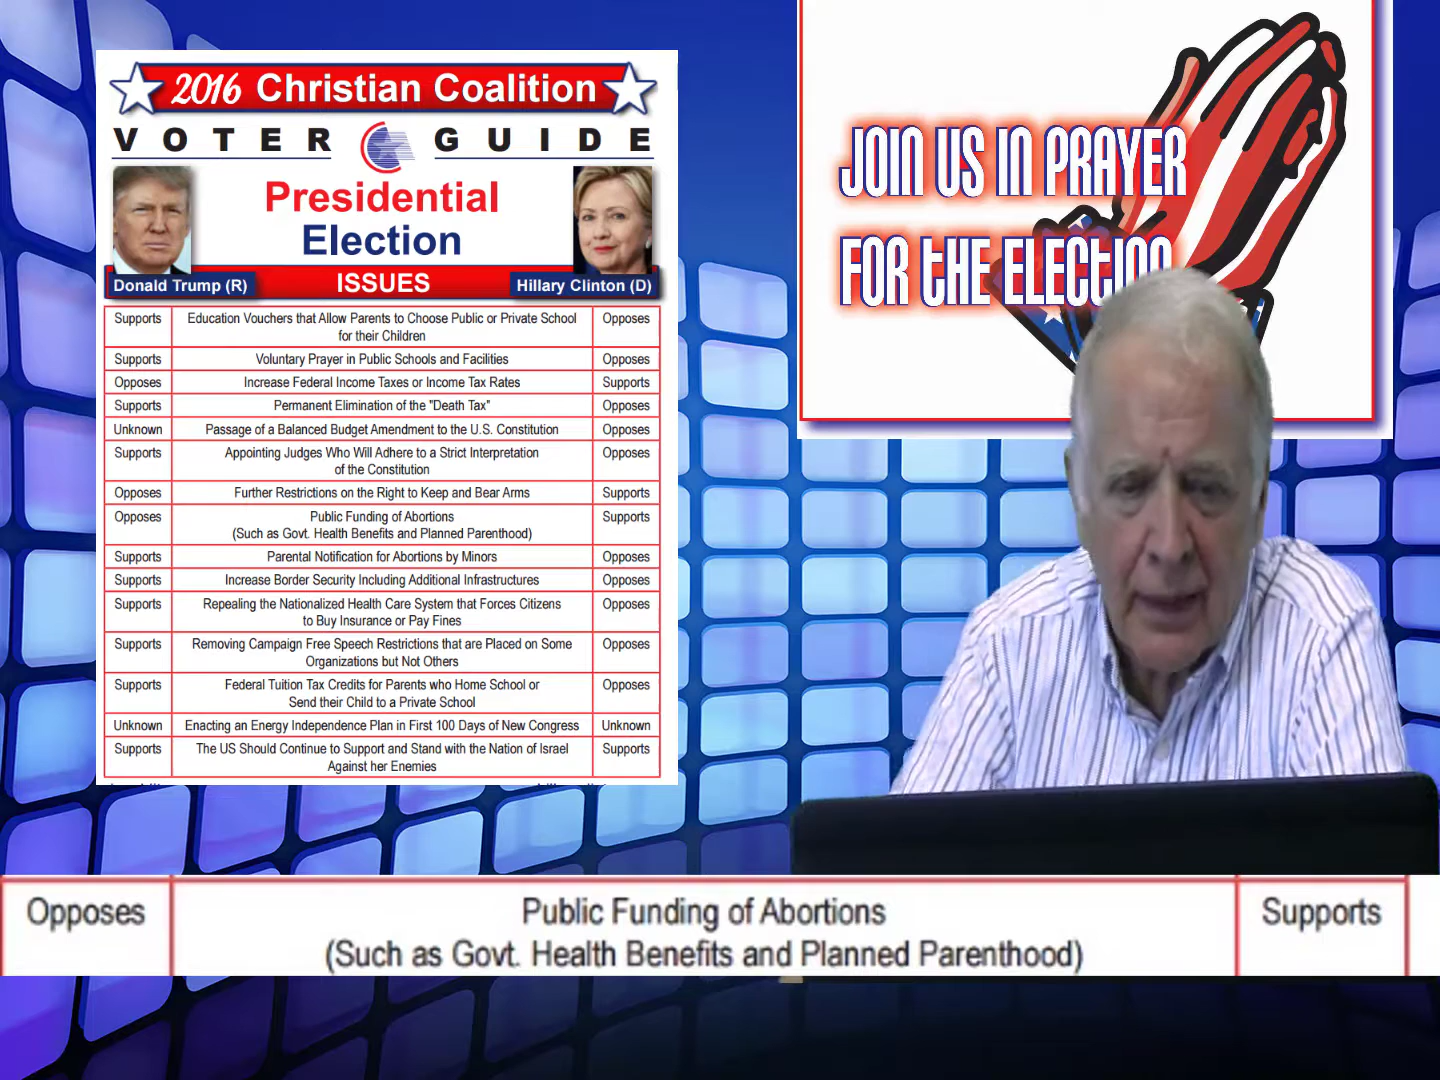 2016 Christian Coalition
VOTER GUIDE
Presidential
Election
Donald Trump (R) ISSUES Hillary Clinton (D)
Supports Education Vouchers that Allow Parents to Choose Public or Private School Opposes
for their Children
Supports Voluntary Prayer in Public Schools and Facilities Opposes
Opposes Increase Federal Income Taxes or Income Tax Rates Supports
Supports Permanent Elimination of the "Death Tax" Opposes
Unknown Passage of a Balanced Budget Amendment to the U.S. Constitution Opposes
Supports Appointing Judges Who Will Adhere to a Strict Interpretation Opposes
of the Constitution
Opposes Further Restrictions on the Right to Keep and Bear Arms Supports
Opposes Public Funding of Abortions Supports
(Such as Govt. Health Benefits and Planned Parenthood)
Supports Parental Notification for Abortions by Minors Opposes
Supports Increase Border Security Including Additional Infrastructures Opposes
Supports Repealing the Nationalized Health Care System that Forces Citizens Opposes
to Buy Insurance or Pay Fines
Supports Removing Campaign Free Speech Restrictions that are Placed on Some Opposes
Organizations but Not Others
Supports Federal Tuition Tax Credits for Parents who Home School or Opposes
Send their Child to a Private School
Unknown Enacting an Energy Independence Plan in First 100 Days of New Congress Unknown
Supports The US Should Continue to Support and Stand with the Nation of Israel Supports
Against her Enemies
JOIN US IN PRAYER
FOR THE ELECTION
Opposes Public Funding of Abortions Supports
(Such as Govt. Health Benefits and Planned Parenthood)